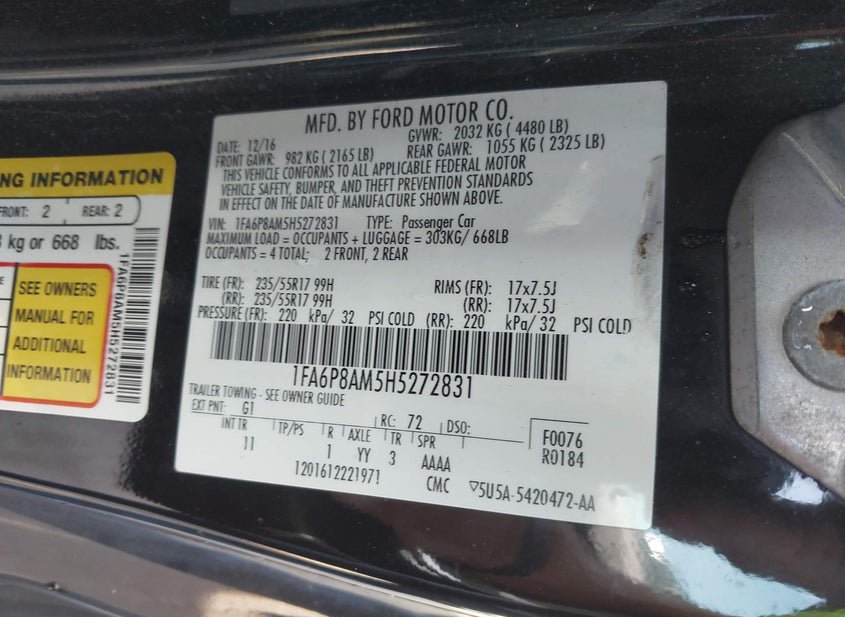 NG INFORMATION
FRONT: 2 REAR: 2
kg or 668 lbs.
SEE OWNERS
MANUAL FOR
ADDITIONAL
INFORMATION
1FA6P8AM5H5272831
MFD. BY FORD MOTOR CO.
DATE: 12/16 GVWR: 2032 KG ( 4480 LB)
FRONT GAWR: 982 KG ( 2165 LB) REAR GAWR: 1055 KG ( 2325 LB)
THIS VEHICLE CONFORMS TO ALL APPLICABLE FEDERAL MOTOR
VEHICLE SAFETY, BUMPER, AND THEFT PREVENTION STANDARDS
IN EFFECT ON THE DATE OF MANUFACTURE SHOWN ABOVE.
VIN: 1FA6P8AM5H5272831 TYPE: Passenger Car
MAXIMUM LOAD = OCCUPANTS + LUGGAGE = 303KG/ 668LB
OCCUPANTS = 4 TOTAL: 2 FRONT, 2 REAR
TIRE (FR): 235/55R17 99H RIMS (FR): 17x7.5J
(RR): 235/55R17 99H (RR): 17x7.5J
PRESSURE (FR): 220 kPa/ 32 PSI COLD (RR): 220 kPa/ 32 PSI COLD
1FA6P8AM5H5272831
TRAILER TOWING - SEE OWNER GUIDE
EXT PNT: G1 RC: 72 DSO:
INT TR TP/PS R AXLE TR SPR F0076
11 1 YY 3 AAAA R0184
1201612221971 CMC ▽5U5A-5420472-AA